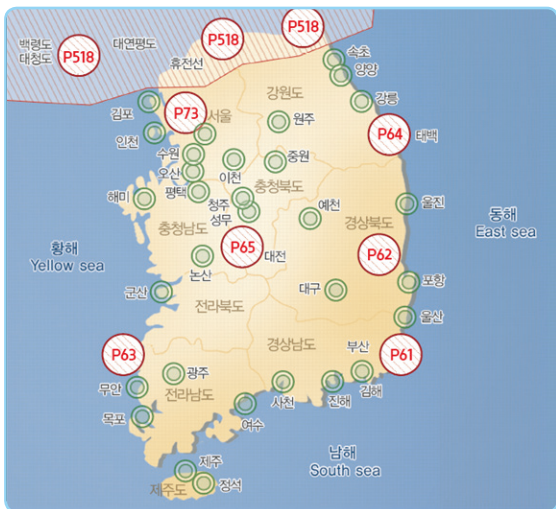 P518
P518
백령도
대청도
P518
대연평도
휴전선
속초
양양
강원도
김포
P73
서울
강릉
원주
P64
태백
인천
수원
오산
이천
중원
평택
충청북도
해미
청주
성무
예천
울진
충청남도
경상북도
동해
East sea
황해
Yellow sea
P65
대전
P62
논산
군산
대구
포항
전라북도
울산
경상남도
부산
P63
P61
광주
무안
전라남도
사천
진해
김해
목포
여수
남해
South sea
제주
제주도
정석